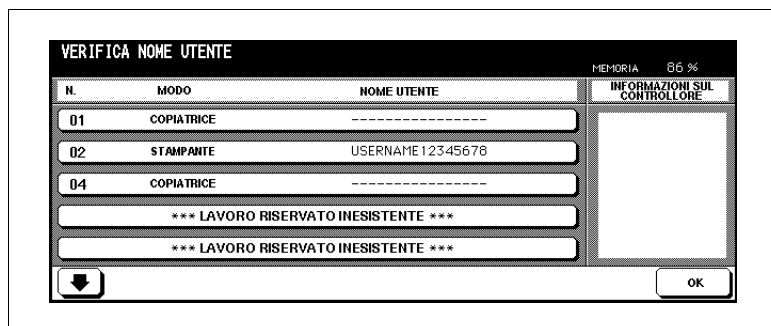 VERIFICA NOME UTENTE
MEMORIA 86 %
N. MODO NOME UTENTE INFORMAZIONI SUL
CONTROLLORE
01 COPIATRICE ----------------
02 STAMPANTE USERNAME12345678
04 COPIATRICE ----------------
*** LAVORO RISERVATO INESISTENTE ***
*** LAVORO RISERVATO INESISTENTE ***
OK